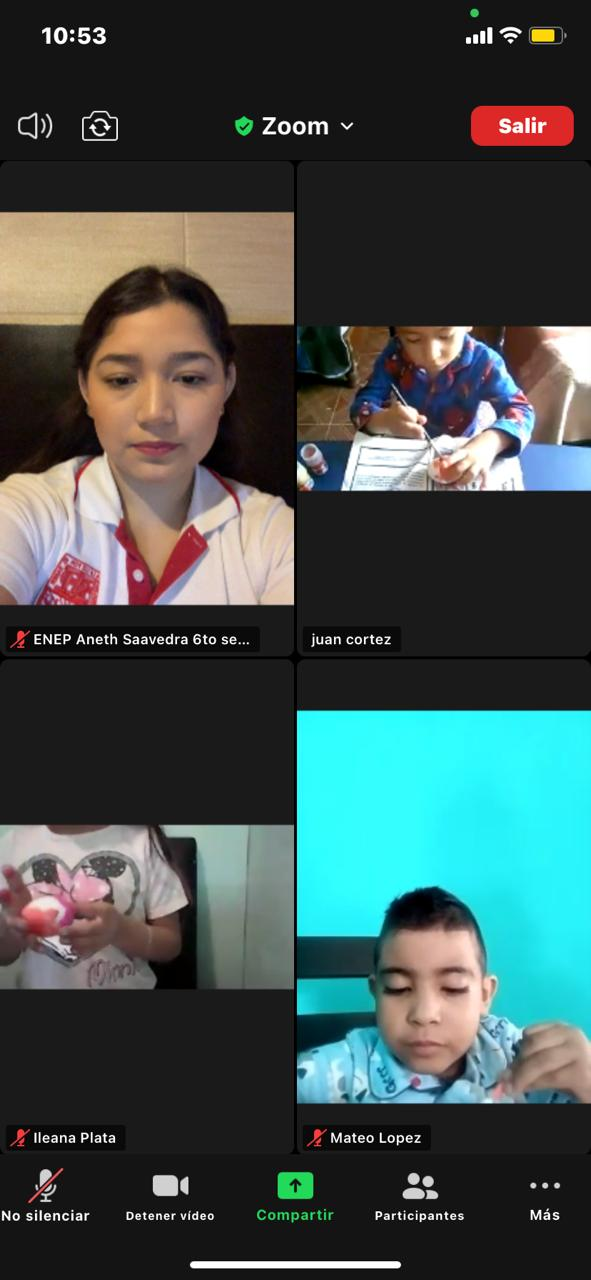 10:53
Zoom
Salir
ENEP Aneth Saavedra 6to se...
juan cortez
Ileana Plata
Mateo Lopez
No silenciar
Detener vídeo
Compartir
Participantes
Más